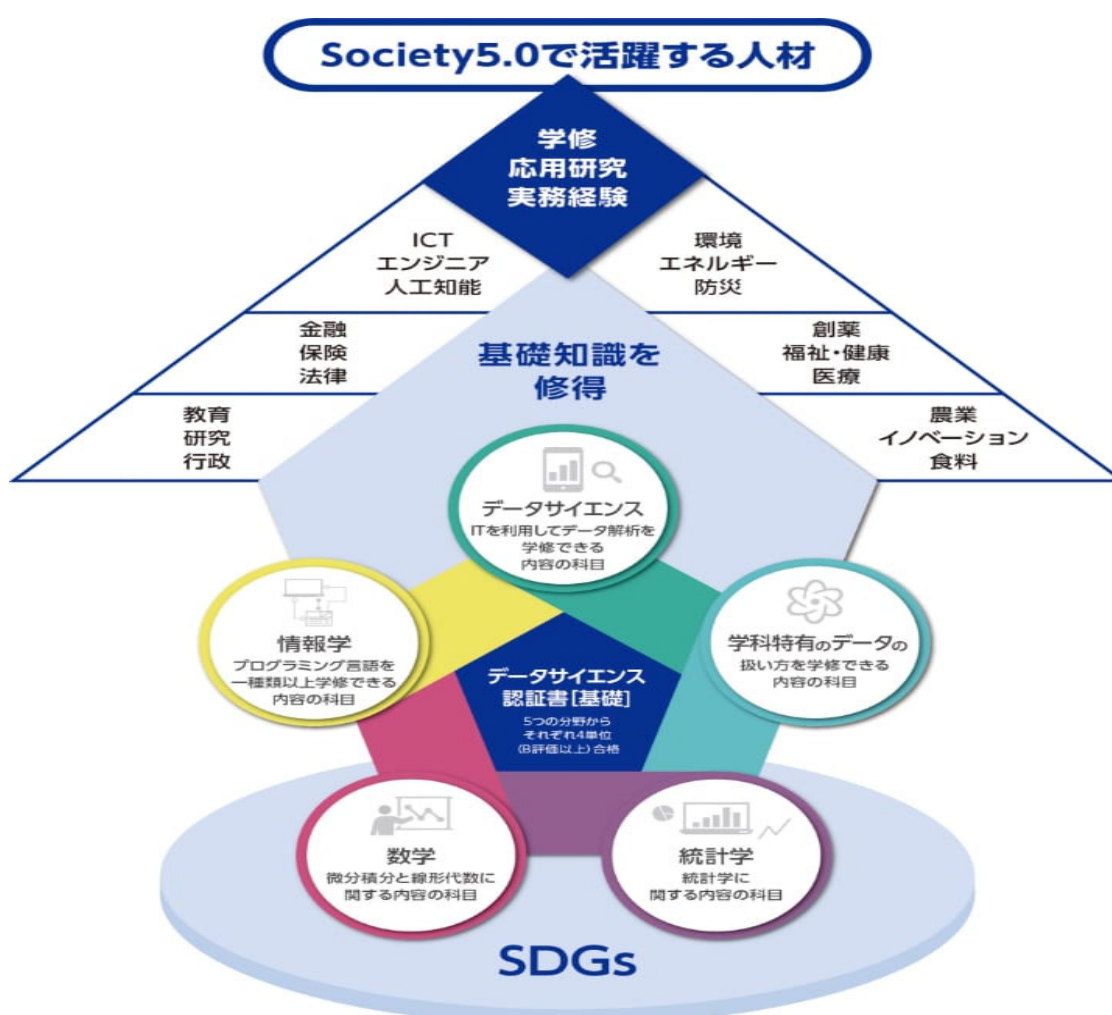 Society5.0で活躍する人材
学修
応用研究
実務経験
ICT
エンジニア
人工知能
環境
エネルギー
防災
金融
保険
法律
創薬
福祉・健康
医療
教育
研究
行政
農業
イノベーション
食料
基礎知識を
修得
データサイエンス
ITを利用してデータ解析を
学修できる
内容の科目
情報学
プログラミング言語を
一種類以上学修できる
内容の科目
学科特有のデータの
扱い方を学修できる
内容の科目
データサイエンス
認証書[基礎]
5つの分野から
それぞれ4単位
(B評価以上)合格
数学
微分積分と線形代数に
関する内容の科目
統計学
統計学に
関する内容の科目
SDGs